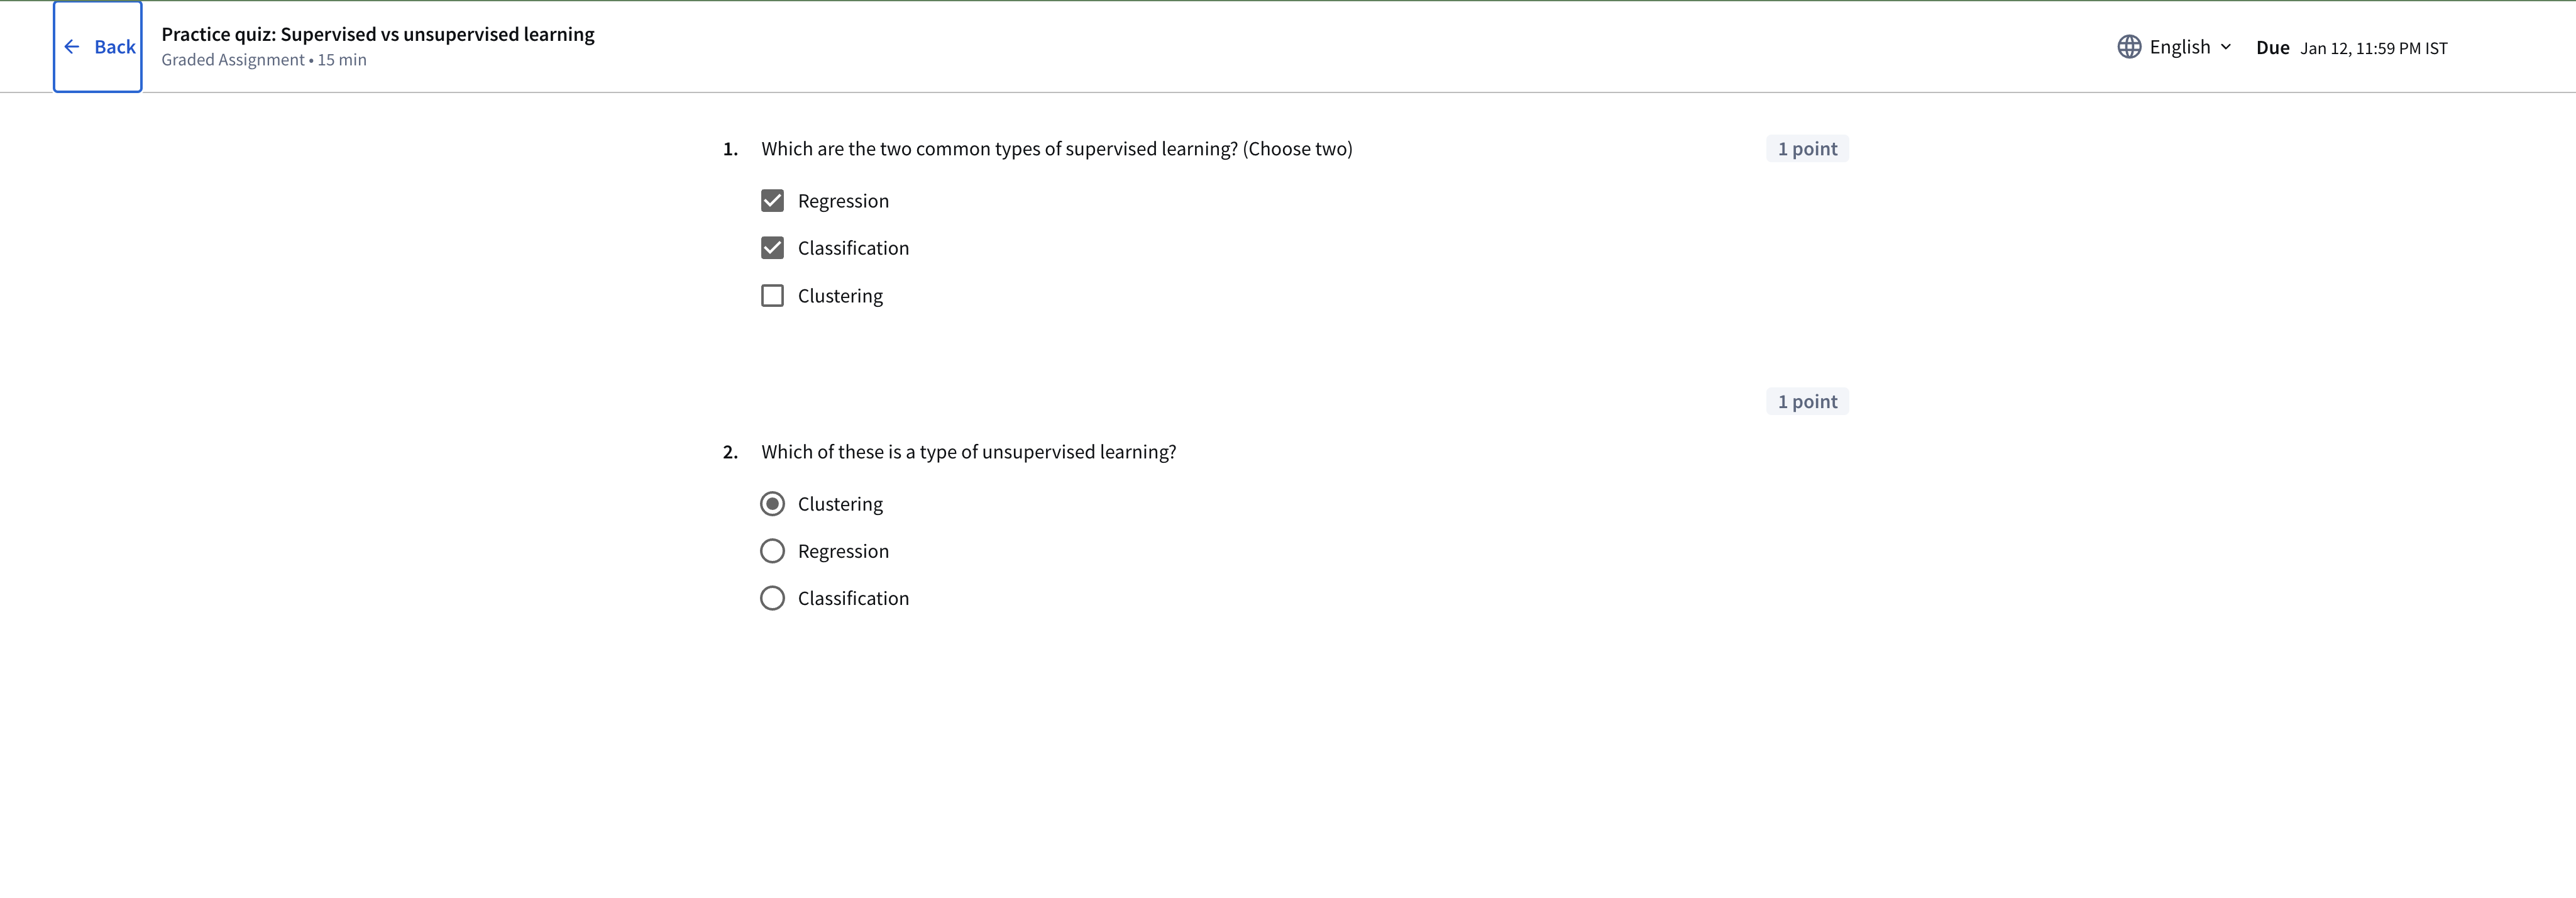 Back
Practice quiz: Supervised vs unsupervised learning
Graded Assignment • 15 min
English
Due Jan 12, 11:59 PM IST
1. Which are the two common types of supervised learning? (Choose two)
1 point
Regression
Classification
Clustering
1 point
2. Which of these is a type of unsupervised learning?
Clustering
Regression
Classification